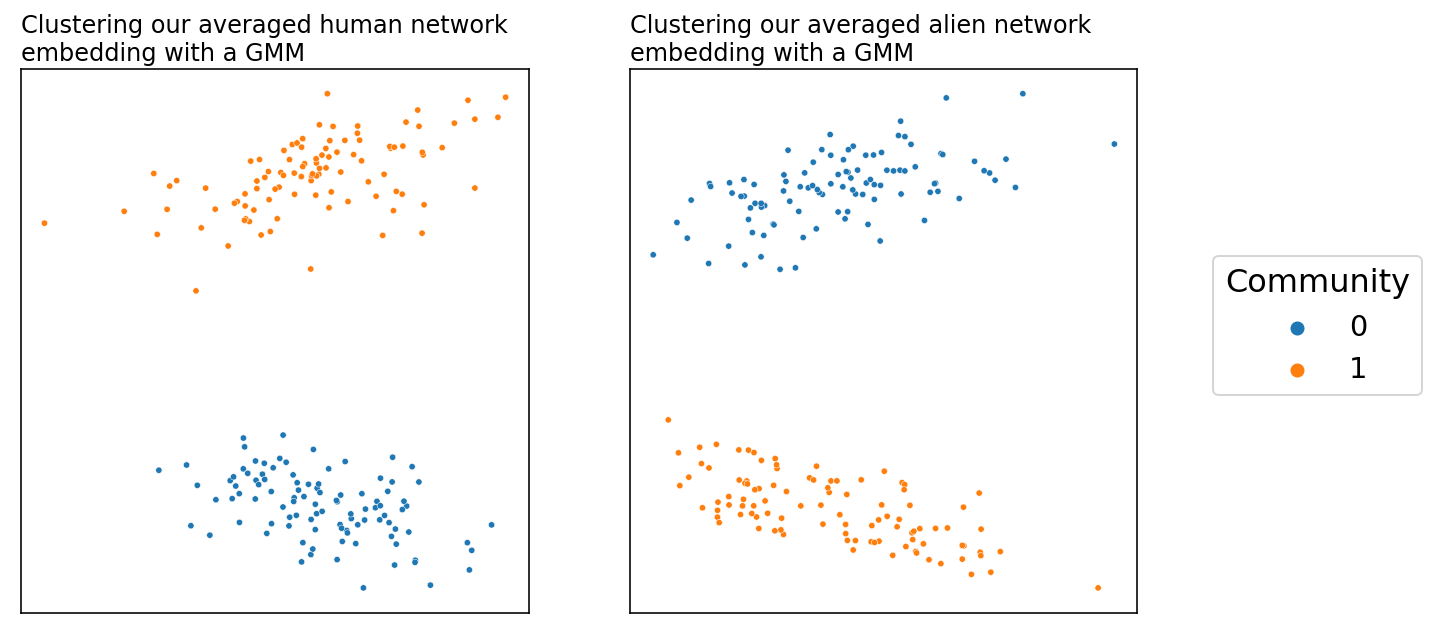 Clustering our averaged human network
embedding with a GMM
Clustering our averaged alien network
embedding with a GMM
Community
0
1